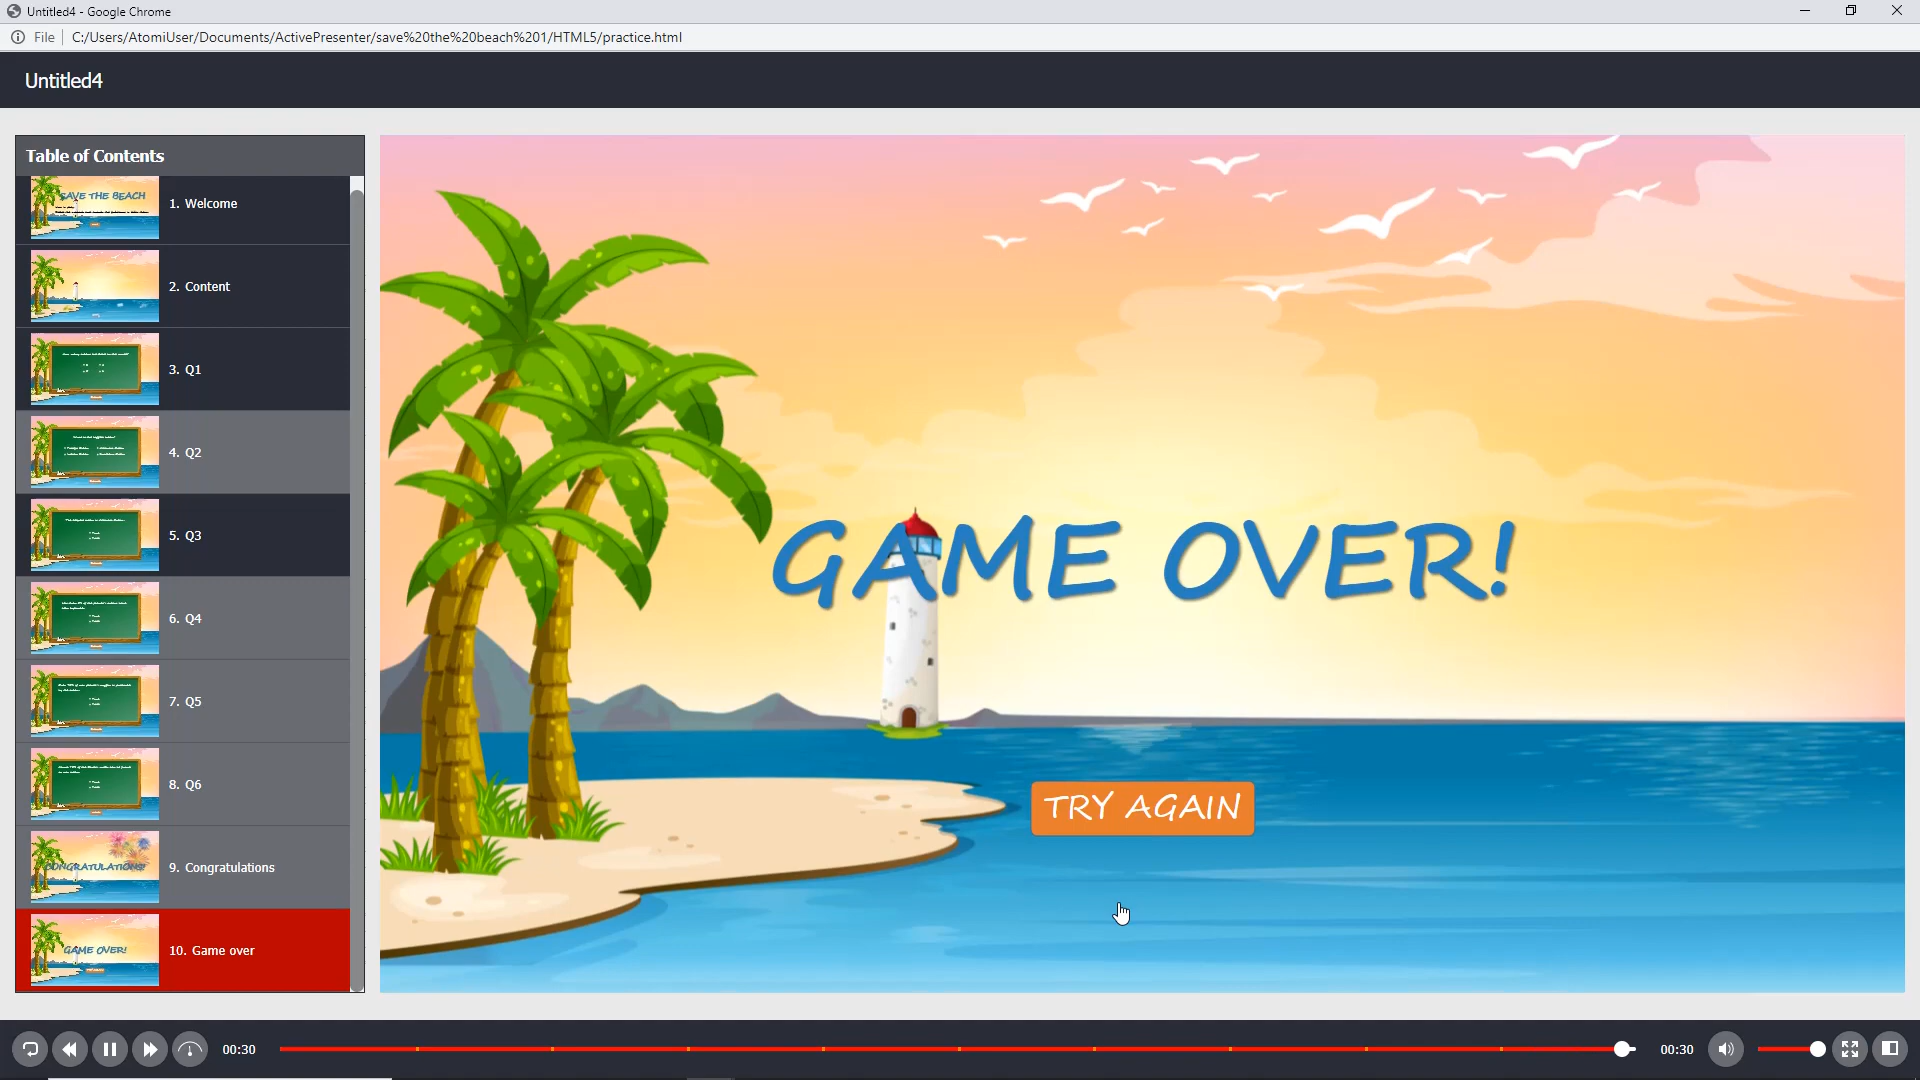 Untitled4 - Google Chrome
File
C:/Users/AtomiUser/Documents/ActivePresenter/save%20the%20beach%201/HTML5/practice.html
Untitled4
Table of Contents
SAVE THE BEACH
1. Welcome
2. Content
3. Q1
4. Q2
5. Q3
6. Q4
7. Q5
8. Q6
CONGRATULATIONS!
9. Congratulations
GAME OVER!
10. Game over
GAME OVER!
TRY AGAIN
00:30
00:30